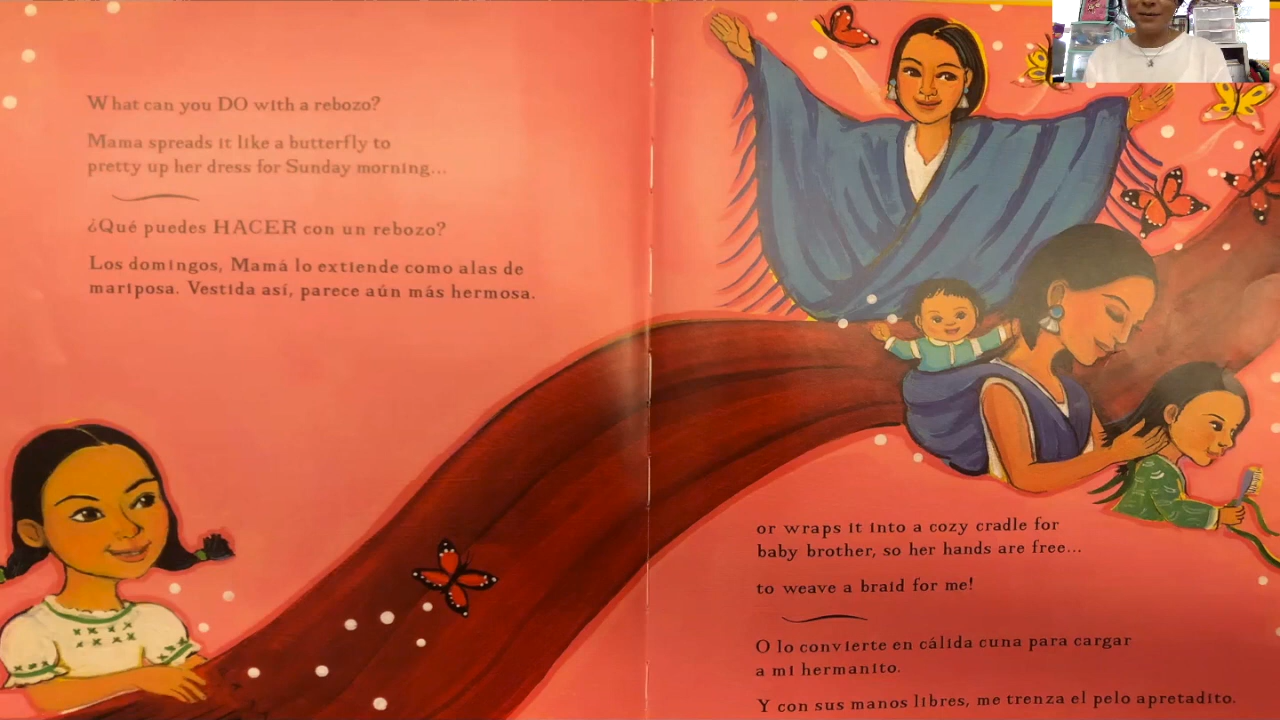 What can you DO with a rebozo?
Mama spreads it like a butterfly to
pretty up her dress for Sunday morning...
¿Qué puedes HACER con un rebozo?
Los domingos, Mamá lo extiende como alas de
mariposa. Vestida así, parece aún más hermosa.
or wraps it into a cozy cradle for
baby brother, so her hands are free...
to weave a braid for me!
O lo convierte en cálida cuna para cargar
a mi hermanito.
Y con sus manos libres, me trenza el pelo apretadito.